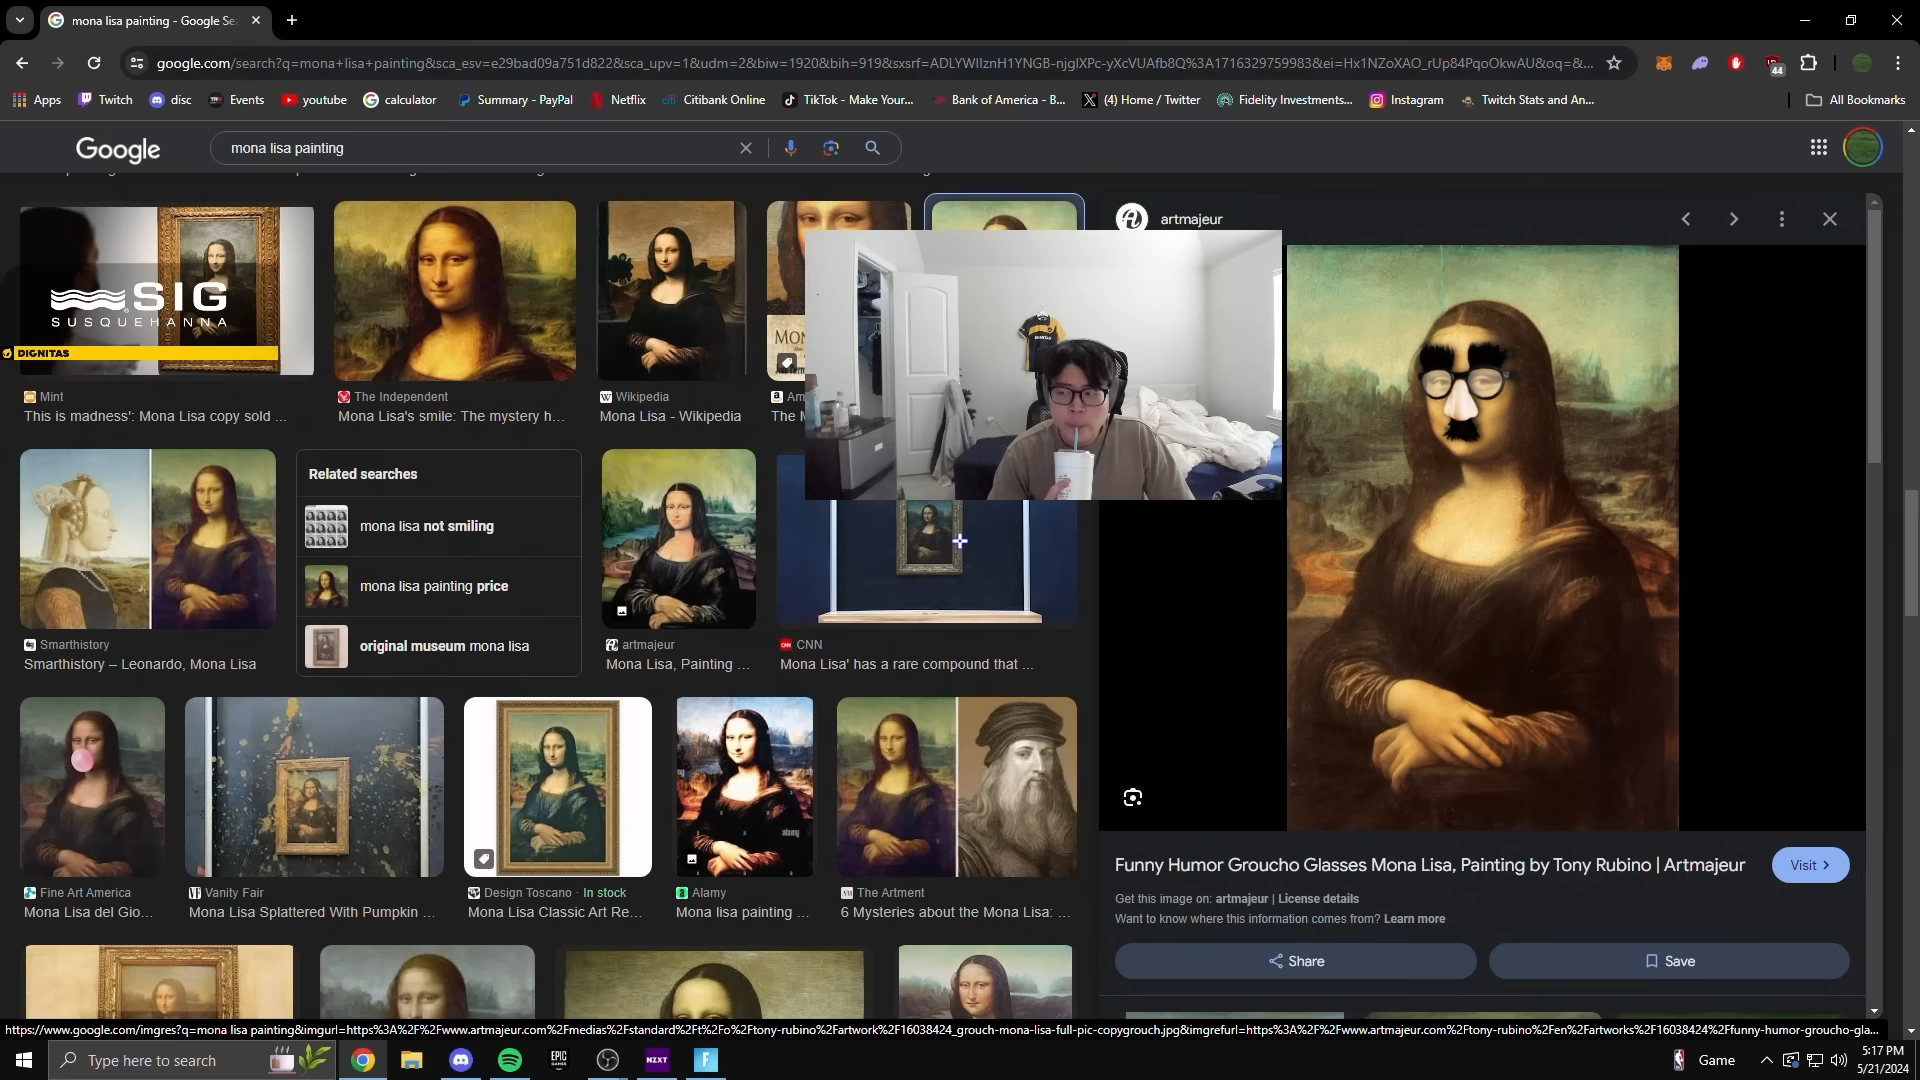 mona lisa painting - Google Se
google.com/search?q=mona+lisa+painting&sca_esv=e29bad09a751d822&sca_upv=1&udm=2&biw=1920&bih=919&sxsrf=ADLYWIIznH1YNGB-njglXPc-yXcVUAfb8Q%3A1716329759983&ei=Hx1NZoXAO_rUp84PqoOkwAU&oq=&...
44
Apps Twitch disc Events youtube calculator Summary - PayPal Netflix Citibank Online TikTok - Make Your... Bank of America - B... (4) Home / Twitter Fidelity Investments... Instagram Twitch Stats and An... All Bookmarks
Google
mona lisa painting
artmajeur
SIG
SUSQUEHANNA
DIGNITAS
MON
Mint
This is madness': Mona Lisa copy sold ...
The Independent
Mona Lisa's smile: The mystery h...
Wikipedia
Mona Lisa - Wikipedia
Am
The M
Related searches
mona lisa not smiling
mona lisa painting price
original museum mona lisa
Smarthistory
Smarthistory – Leonardo, Mona Lisa
artmajeur
Mona Lisa, Painting ...
CNN
Mona Lisa' has a rare compound that ...
alamy
Fine Art America
Mona Lisa del Gio...
Vanity Fair
Mona Lisa Splattered With Pumpkin ...
Design Toscano · In stock
Mona Lisa Classic Art Re...
Alamy
Mona lisa painting ...
The Artment
6 Mysteries about the Mona Lisa: ...
Funny Humor Groucho Glasses Mona Lisa, Painting by Tony Rubino | Artmajeur
Visit
Get this image on: artmajeur | License details
Want to know where this information comes from? Learn more
Share
Save
https://www.google.com/imgres?q=mona lisa painting&imgurl=https%3A%2F%2Fwww.artmajeur.com%2Fmedias%2Fstandard%2Ft%2Fo%2Ftony-rubino%2Fartwork%2F16038424_grouch-mona-lisa-full-pic-copygrouch.jpg&imgrefurl=https%3A%2F%2Fwww.artmajeur.com%2Ftony-rubino%2Fen%2Fartworks%2F16038424%2Ffunny-humor-groucho-gla...
Type here to search
EPIC
GAMES
NZXT
Game
5:17 PM
5/21/2024